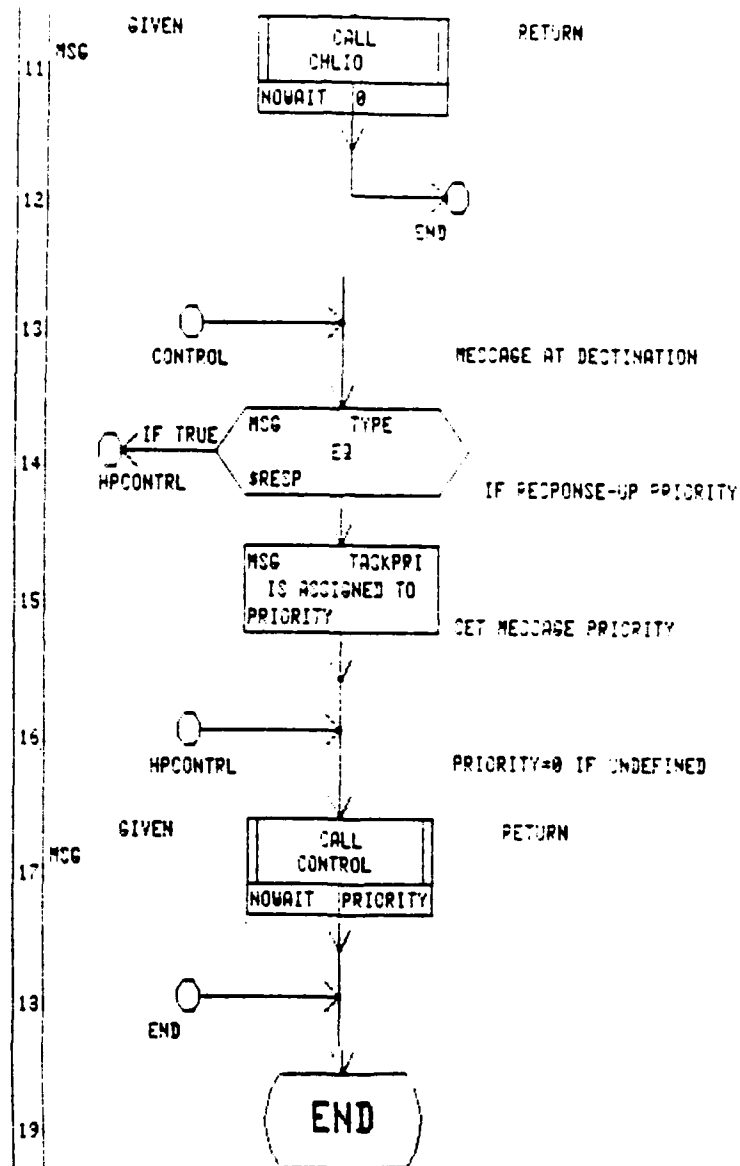 GIVEN RETURN
11 MSG CALL
CHLIO
NOWAIT 0
12
END
13
CONTROL MESSAGE AT DESTINATION
IF TRUE MSG TYPE
14 EQ
HPCONTRL $RESP IF RESPONSE-UP PRIORITY
MSG TASKPRI
15 IS ASSIGNED TO
PRIORITY SET MESSAGE PRIORITY
16
HPCONTRL PRIORITY=0 IF UNDEFINED
GIVEN CALL RETURN
17 MSG CONTROL
NOWAIT PRIORITY
18
END
19 END